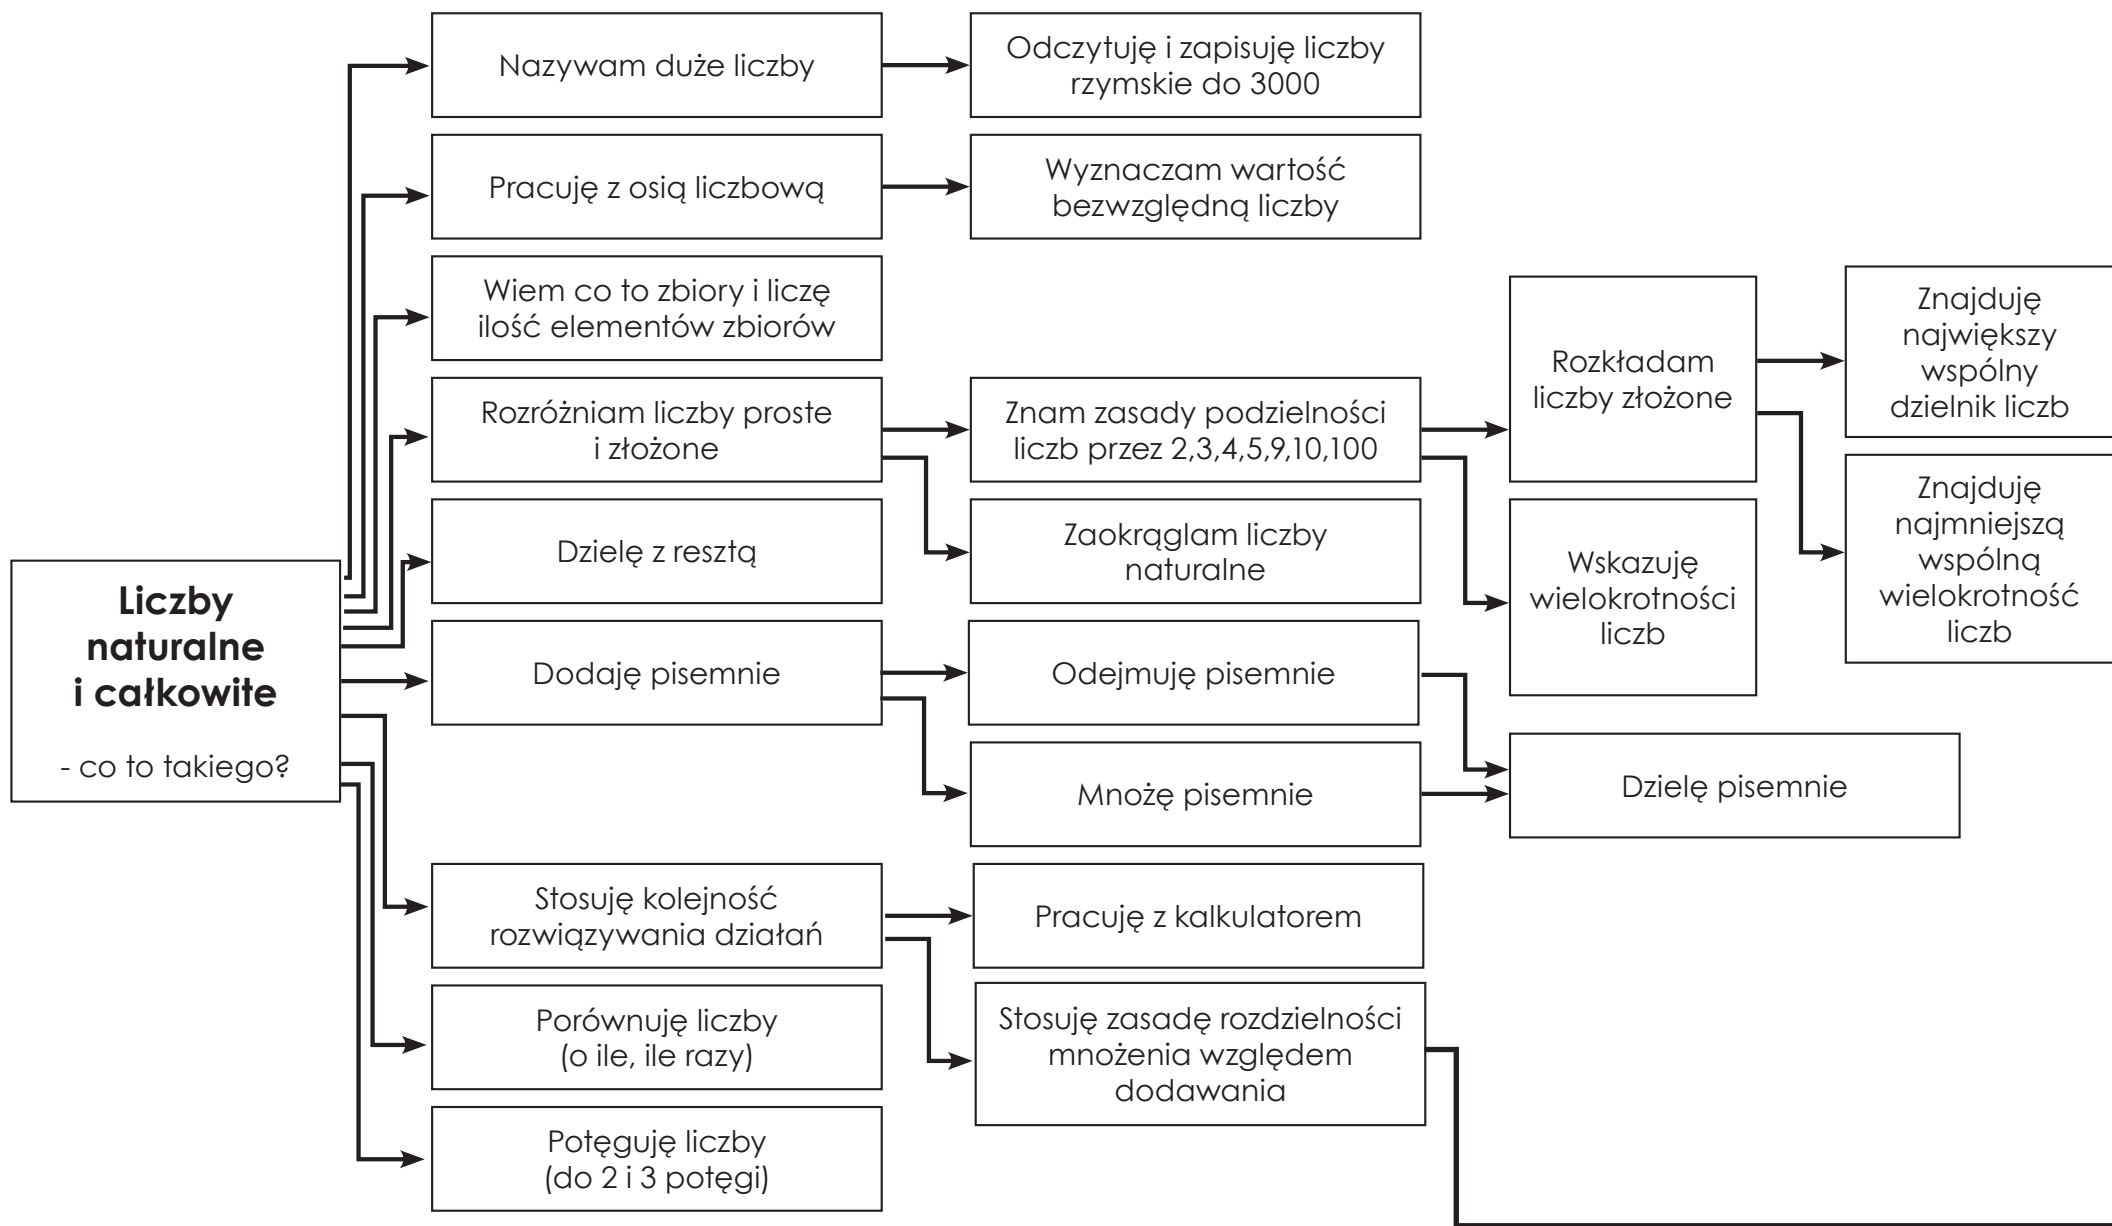 Nazywam duże liczby
Odczytuję i zapisuję liczby
rzymskie do 3000
Pracuję z osią liczbową
Wyznaczam wartość
bezwzględną liczby
Wiem co to zbiory i liczę
ilość elementów zbiorów
Rozróżniam liczby proste
i złożone
Znam zasady podzielności
liczb przez 2,3,4,5,9,10,100
Rozkładam
liczby złożone
Znajduję
największy
wspólny
dzielnik liczb
Znajduję
najmniejszą
wspólną
wielokrotność
liczb
Dzielę z resztą
Zaokrąglam liczby
naturalne
Wskazuję
wielokrotności
liczb
Liczby
naturalne
i całkowite
- co to takiego?
Dodaję pisemnie
Odejmuję pisemnie
Mnożę pisemnie
Dzielę pisemnie
Stosuję kolejność
rozwiązywania działań
Pracuję z kalkulatorem
Stosuję zasadę rozdzielności
mnożenia względem
dodawania
Porównuję liczby
(o ile, ile razy)
Potęguję liczby
(do 2 i 3 potęgi)